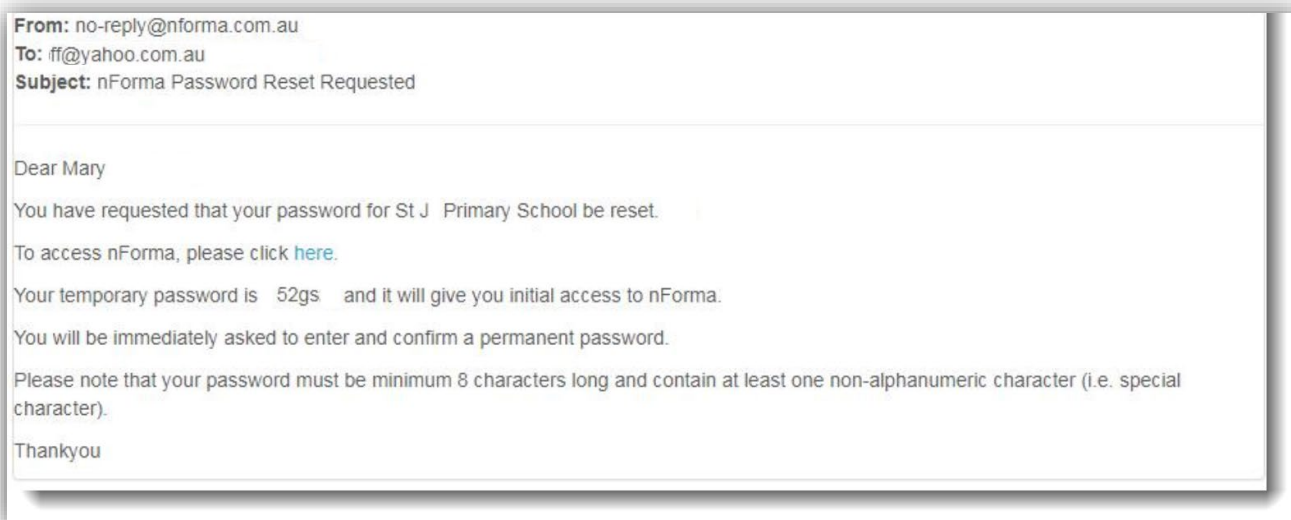 From: no-reply@nforma.com.au
To: ff@yahoo.com.au
Subject: nForma Password Reset Requested
Dear Mary
You have requested that your password for St J Primary School be reset.
To access nForma, please click here.
Your temporary password is 52gs and it will give you initial access to nForma.
You will be immediately asked to enter and confirm a permanent password.
Please note that your password must be minimum 8 characters long and contain at least one non-alphanumeric character (i.e. special
character).
Thankyou